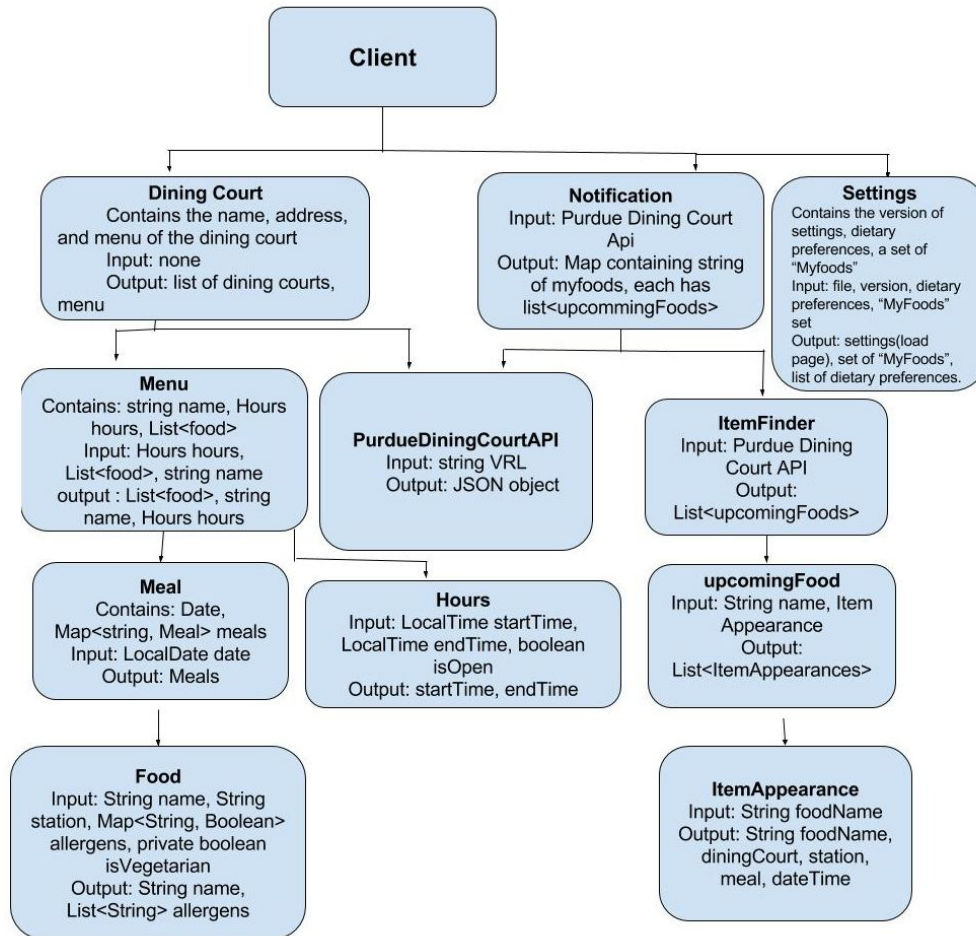 Client
Dining Court
Contains the name, address,
and menu of the dining court
Input: none
Output: list of dining courts,
menu
Notification
Input: Purdue Dining Court
Api
Output: Map containing string
of myfoods, each has
list<upcommingFoods>
Settings
Contains the version of
settings, dietary
preferences, a set of
“Myfoods”
Input: file, version, dietary
preferences, “MyFoods”
set
Output: settings(load
page), set of “MyFoods”,
list of dietary preferences.
Menu
Contains: string name, Hours
hours, List<food>
Input: Hours hours,
List<food>, string name
output : List<food>, string
name, Hours hours
PurdueDiningCourtAPI
Input: string VRL
Output: JSON object
ItemFinder
Input: Purdue Dining
Court API
Output:
List<upcomingFoods>
Meal
Contains: Date,
Map<string, Meal> meals
Input: LocalDate date
Output: Meals
Hours
Input: LocalTime startTime,
LocalTime endTime, boolean
isOpen
Output: startTime, endTime
upcomingFood
Input: String name, Item
Appearance
Output:
List<ItemAppearances>
Food
Input: String name, String
station, Map<String, Boolean>
allergens, private boolean
isVegetarian
Output: String name,
List<String> allergens
ItemAppearance
Input: String foodName
Output: String foodName,
diningCourt, station,
meal, dateTime